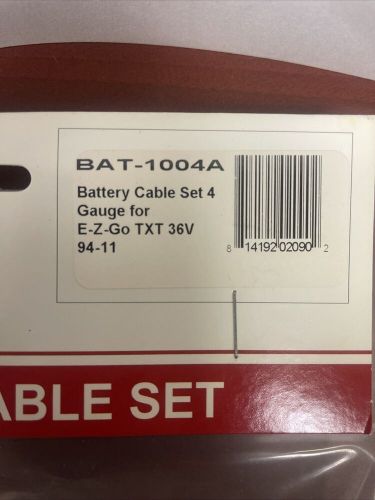 BAT-1004A
Battery Cable Set 4
Gauge for
E-Z-Go TXT 36V
94-11
8 14192 02090 2
ABLE SET